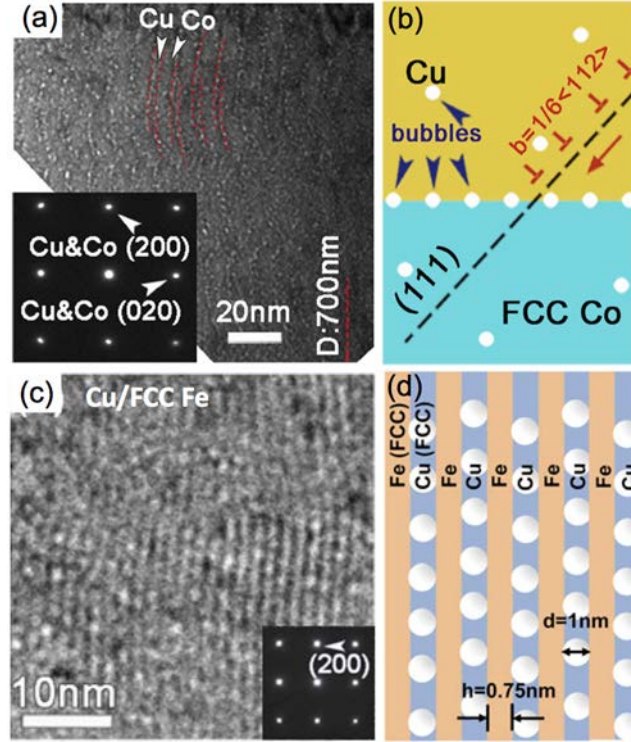 (a)
Cu Co
Cu&Co (200)
Cu&Co (020)
20nm
D:700nm
(b)
Cu
bubbles
b=1/6<112>
(111)
FCC Co
(c)
Cu/FCC Fe
(200)
10nm
(d)
Fe (FCC)
Cu (FCC)
Fe
Cu
Fe
Cu
Fe
Cu
Fe
Cu
d=1nm
h=0.75nm